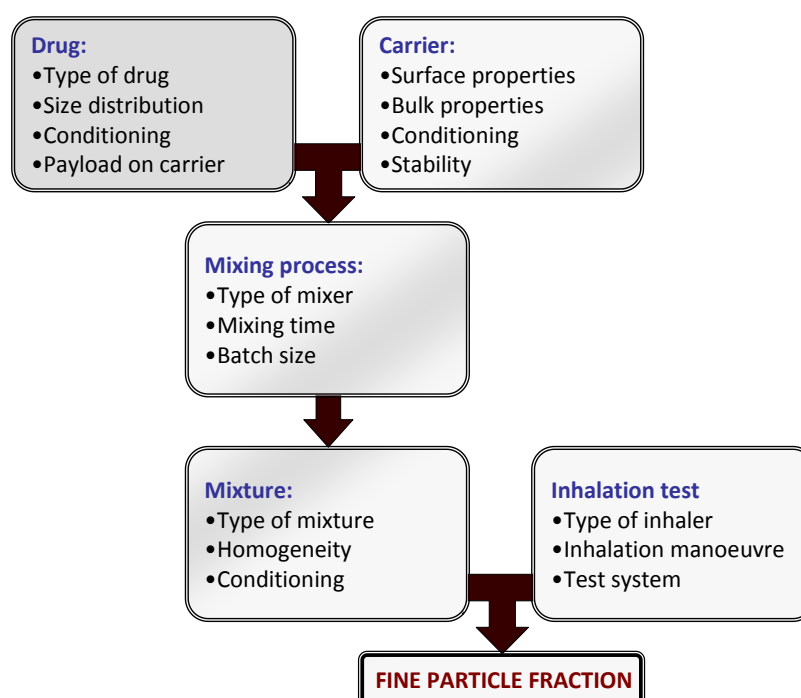 Drug:
•Type of drug
•Size distribution
•Conditioning
•Payload on carrier
Carrier:
•Surface properties
•Bulk properties
•Conditioning
•Stability
Mixing process:
•Type of mixer
•Mixing time
•Batch size
Mixture:
•Type of mixture
•Homogeneity
•Conditioning
Inhalation test
•Type of inhaler
•Inhalation manoeuvre
•Test system
FINE PARTICLE FRACTION